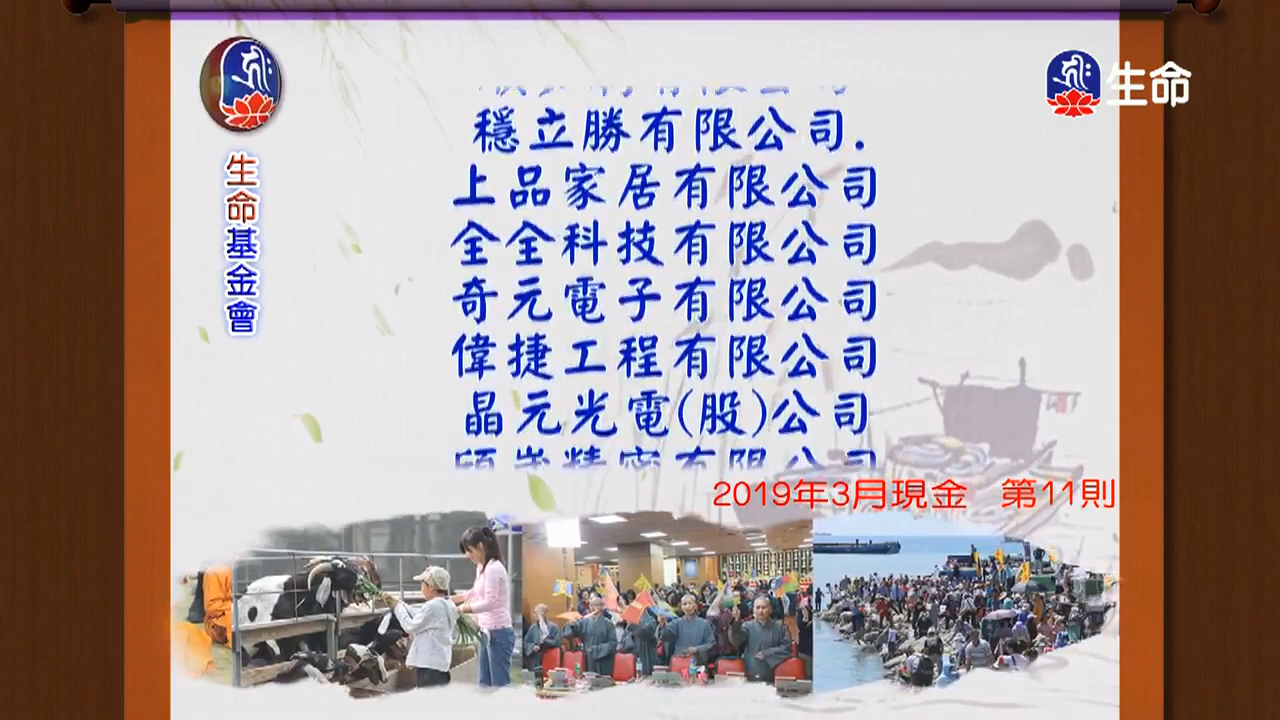 生命
生命基金會
穩立勝有限公司.
上品家居有限公司
全全科技有限公司
奇元電子有限公司
偉捷工程有限公司
晶元光電(股)公司
2019年3月現金 第11則